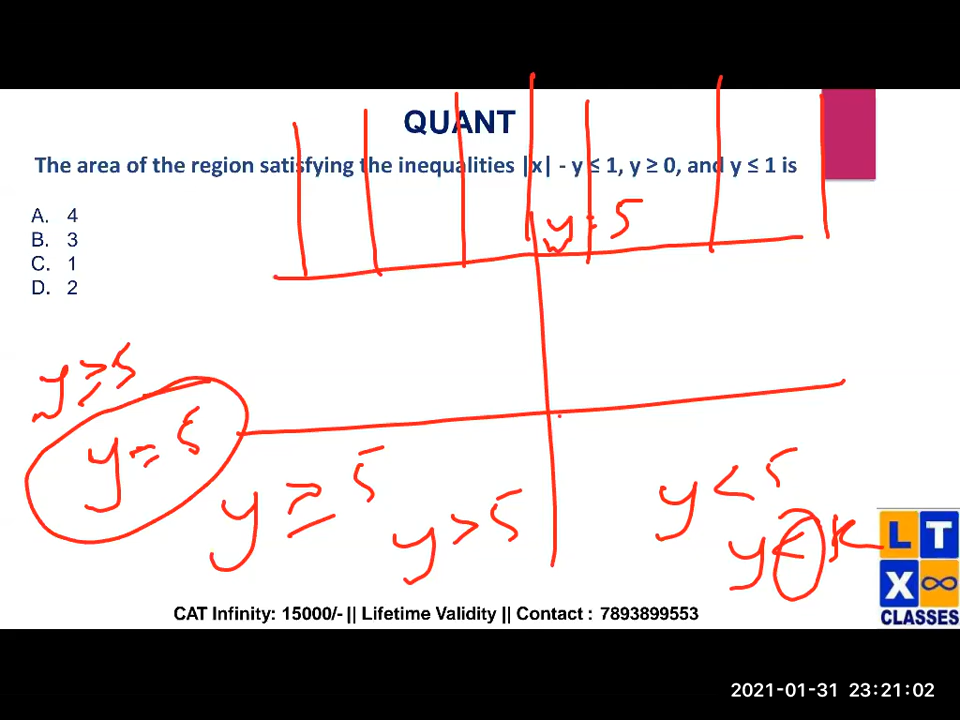 QUANT
The area of the region satisfying the inequalities |x| - y ≤ 1, y ≥ 0, and y ≤ 1 is
A. 4
B. 3
C. 1
D. 2
y = 5
y ≥ 5
y = 5
y ≥ 5
y > 5
y < 5
y <
L T
X ∞
CLASSES
CAT Infinity: 15000/- || Lifetime Validity || Contact : 7893899553
2021-01-31 23:21:02